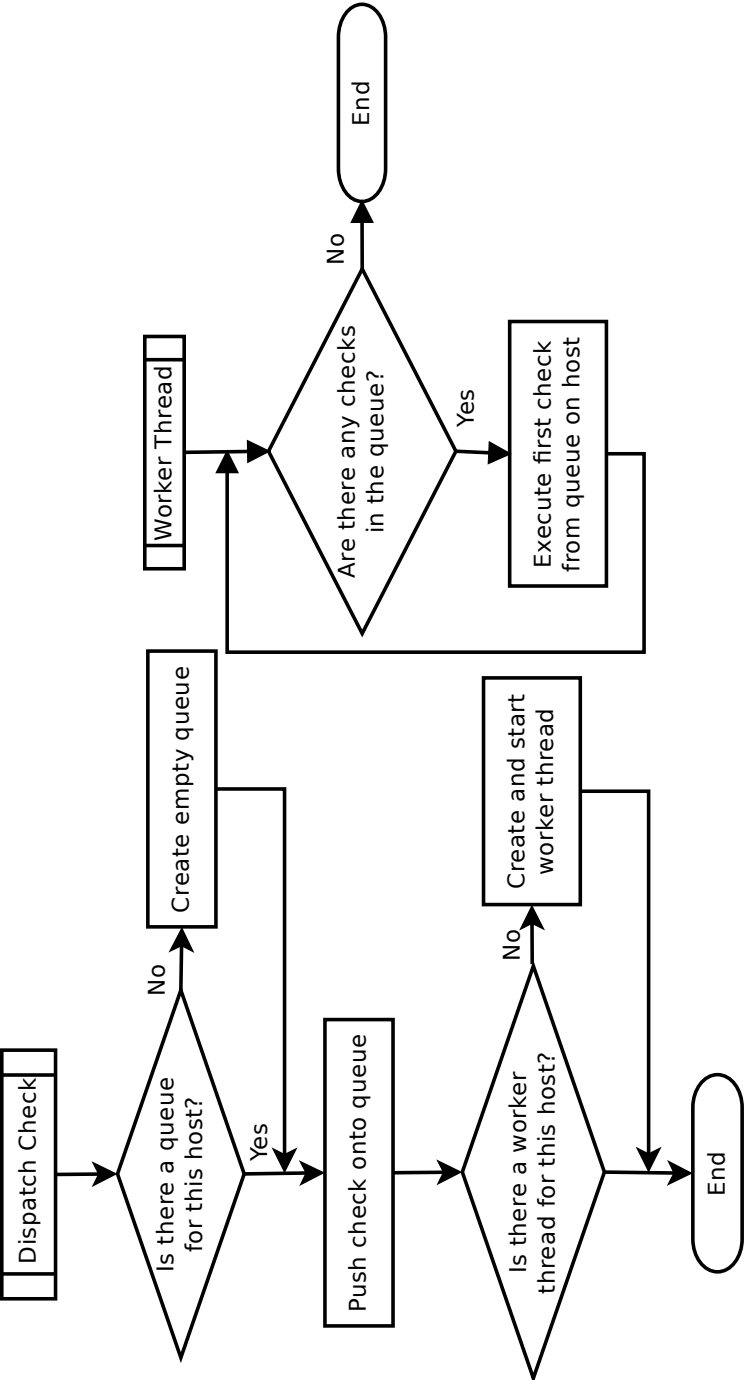 Dispatch Check
Is there a queue
for this host?
No
Create empty queue
Yes
Push check onto queue
Is there a worker
thread for this host?
No
Create and start
worker thread
End
Worker Thread
Are there any checks
in the queue?
No
End
Yes
Execute first check
from queue on host